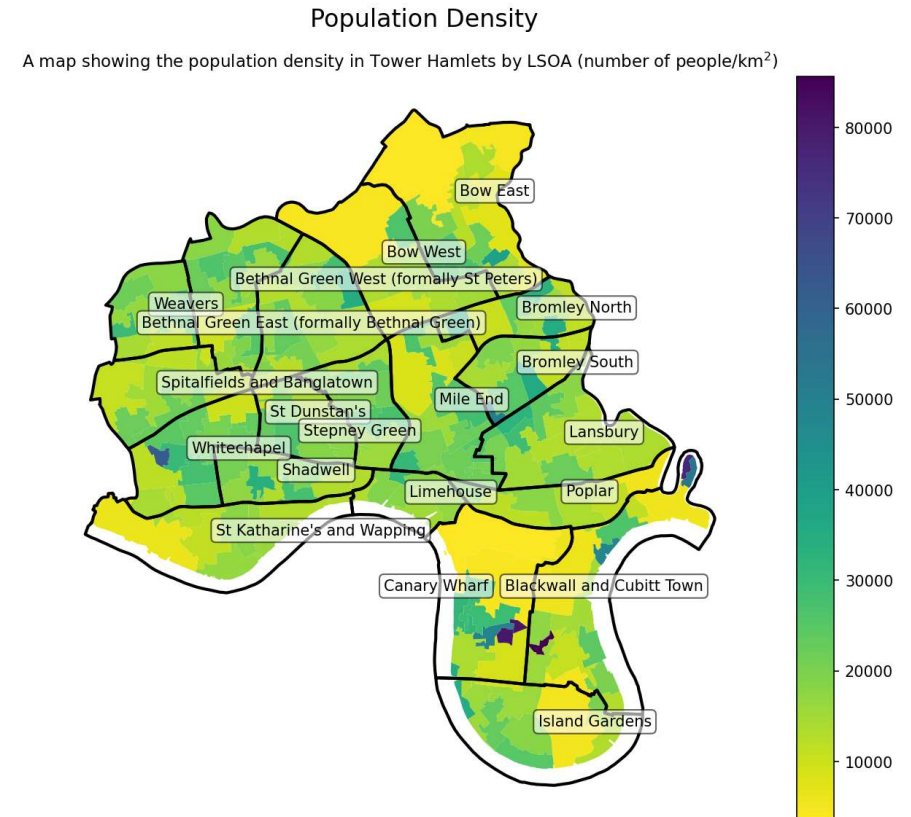 Population Density
A map showing the population density in Tower Hamlets by LSOA (number of people/km²)
80000
70000
60000
50000
40000
30000
20000
10000
Bow East
Bow West
Bethnal Green West (formally St Peters)
Weavers
Bromley North
Bethnal Green East (formally Bethnal Green)
Bromley South
Spitalfields and Banglatown
Mile End
St Dunstan's
Stepney Green
Lansbury
Whitechapel
Shadwell
Limehouse
Poplar
St Katharine's and Wapping
Canary Wharf
Blackwall and Cubitt Town
Island Gardens